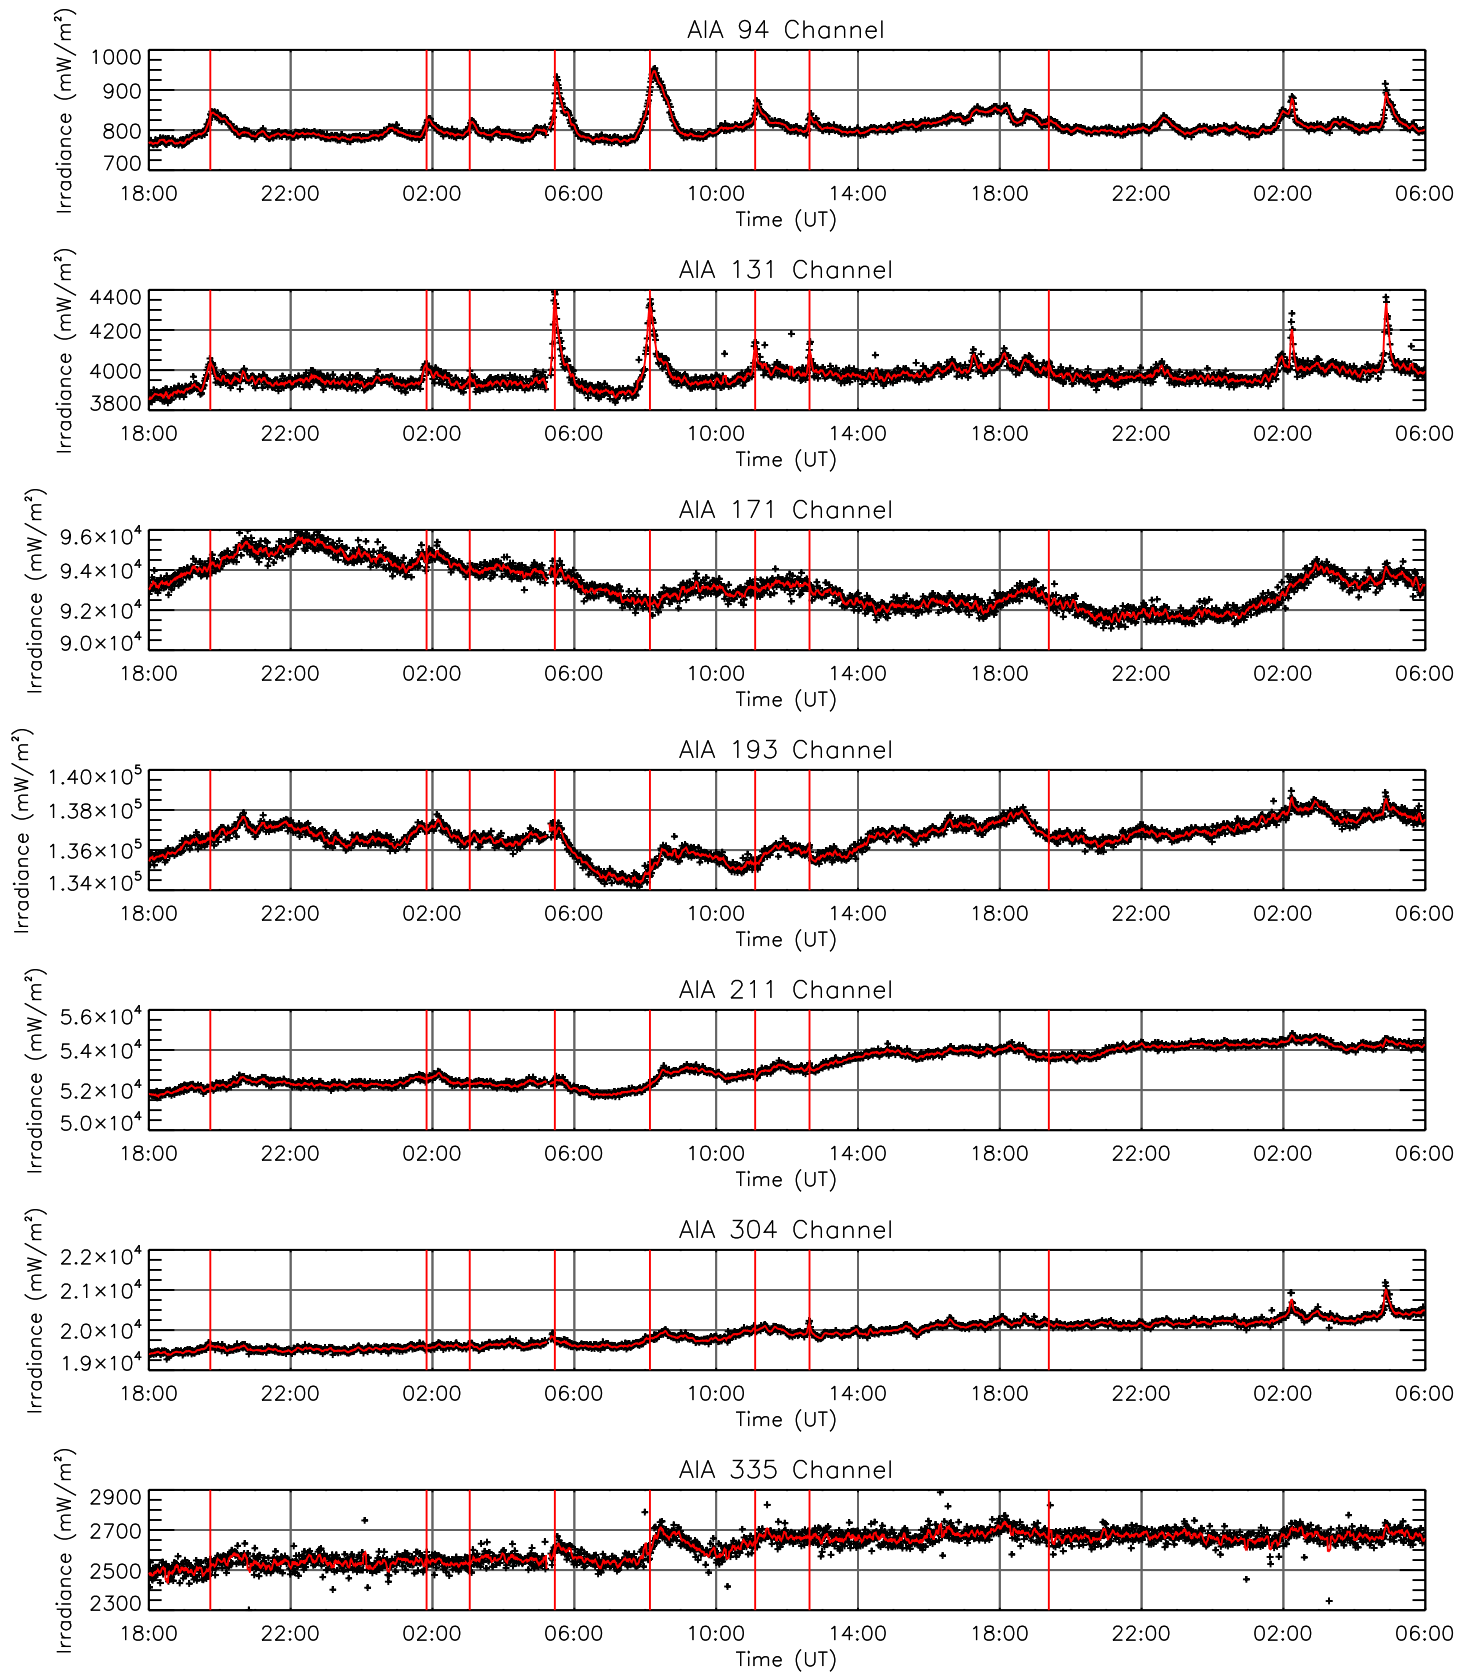 AIA 94 Channel
Irradiance (mW/m²)
1000
900
800
700
18:00 22:00 02:00 06:00 10:00 14:00 18:00 22:00 02:00 06:00
Time (UT)
AIA 131 Channel
Irradiance (mW/m²)
4400
4200
4000
3800
18:00 22:00 02:00 06:00 10:00 14:00 18:00 22:00 02:00 06:00
Time (UT)
AIA 171 Channel
Irradiance (mW/m²)
9.6×10⁴
9.4×10⁴
9.2×10⁴
9.0×10⁴
18:00 22:00 02:00 06:00 10:00 14:00 18:00 22:00 02:00 06:00
Time (UT)
AIA 193 Channel
Irradiance (mW/m²)
1.40×10⁵
1.38×10⁵
1.36×10⁵
1.34×10⁵
18:00 22:00 02:00 06:00 10:00 14:00 18:00 22:00 02:00 06:00
Time (UT)
AIA 211 Channel
Irradiance (mW/m²)
5.6×10⁴
5.4×10⁴
5.2×10⁴
5.0×10⁴
18:00 22:00 02:00 06:00 10:00 14:00 18:00 22:00 02:00 06:00
Time (UT)
AIA 304 Channel
Irradiance (mW/m²)
2.2×10⁴
2.1×10⁴
2.0×10⁴
1.9×10⁴
18:00 22:00 02:00 06:00 10:00 14:00 18:00 22:00 02:00 06:00
Time (UT)
AIA 335 Channel
Irradiance (mW/m²)
2900
2700
2500
2300
18:00 22:00 02:00 06:00 10:00 14:00 18:00 22:00 02:00 06:00
Time (UT)